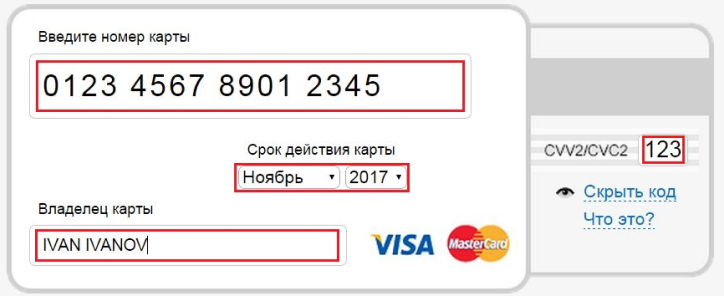 Введите номер карты
0123 4567 8901 2345
Срок действия карты
Ноябрь 2017
CVV2/CVC2 123
Скрыть код
Что это?
Владелец карты
IVAN IVANOV
VISA MasterCard